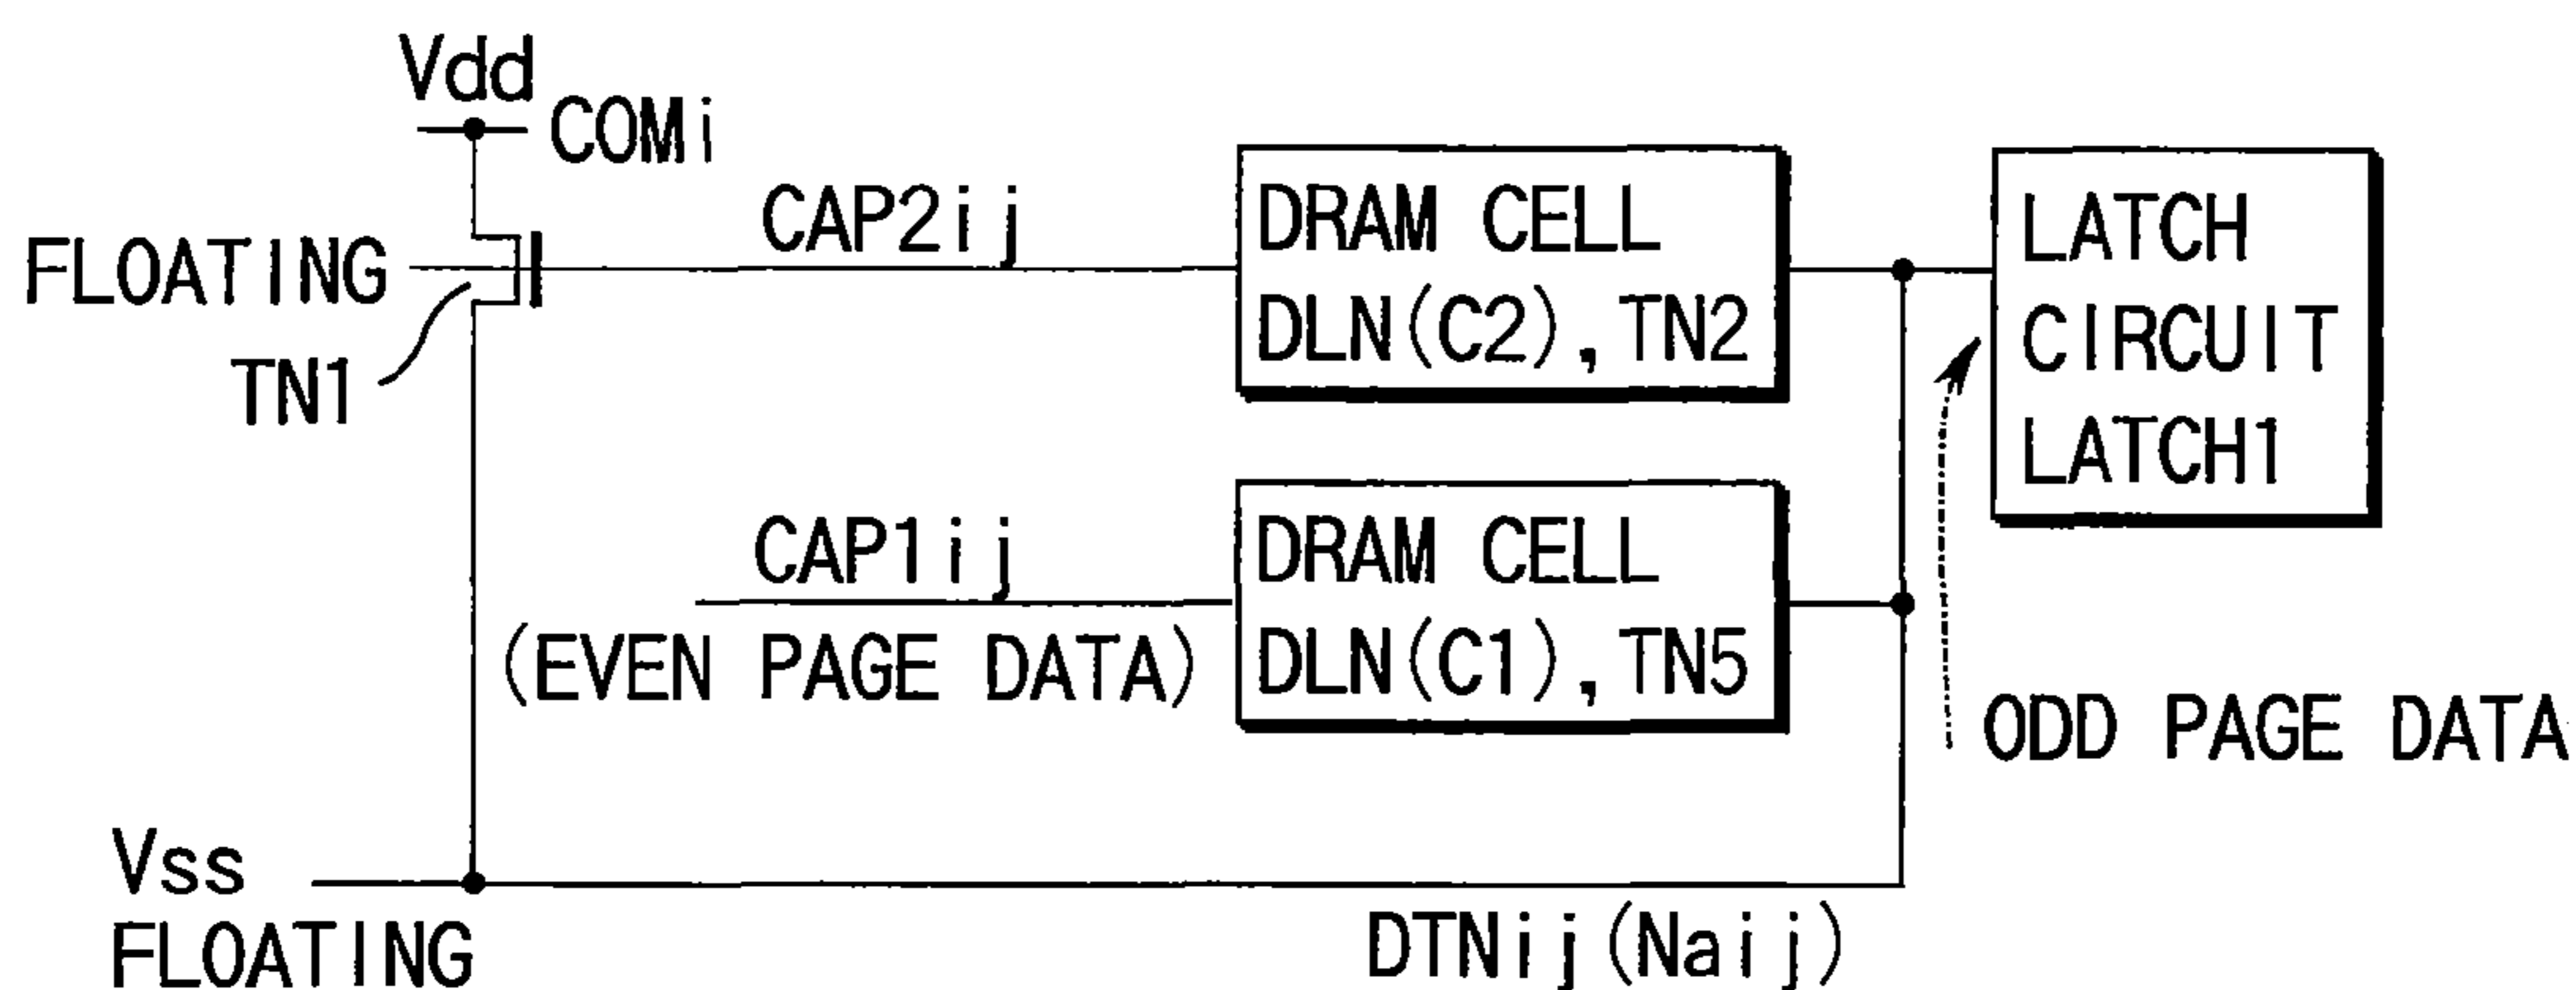 Vdd
COMi
FLOATING
TN1
CAP2ij
DRAM CELL
DLN(C2), TN2
LATCH
CIRCUIT
LATCH1
CAP1ij
(EVEN PAGE DATA)
DRAM CELL
DLN(C1), TN5
ODD PAGE DATA
Vss
FLOATING
DTNij(Naij)